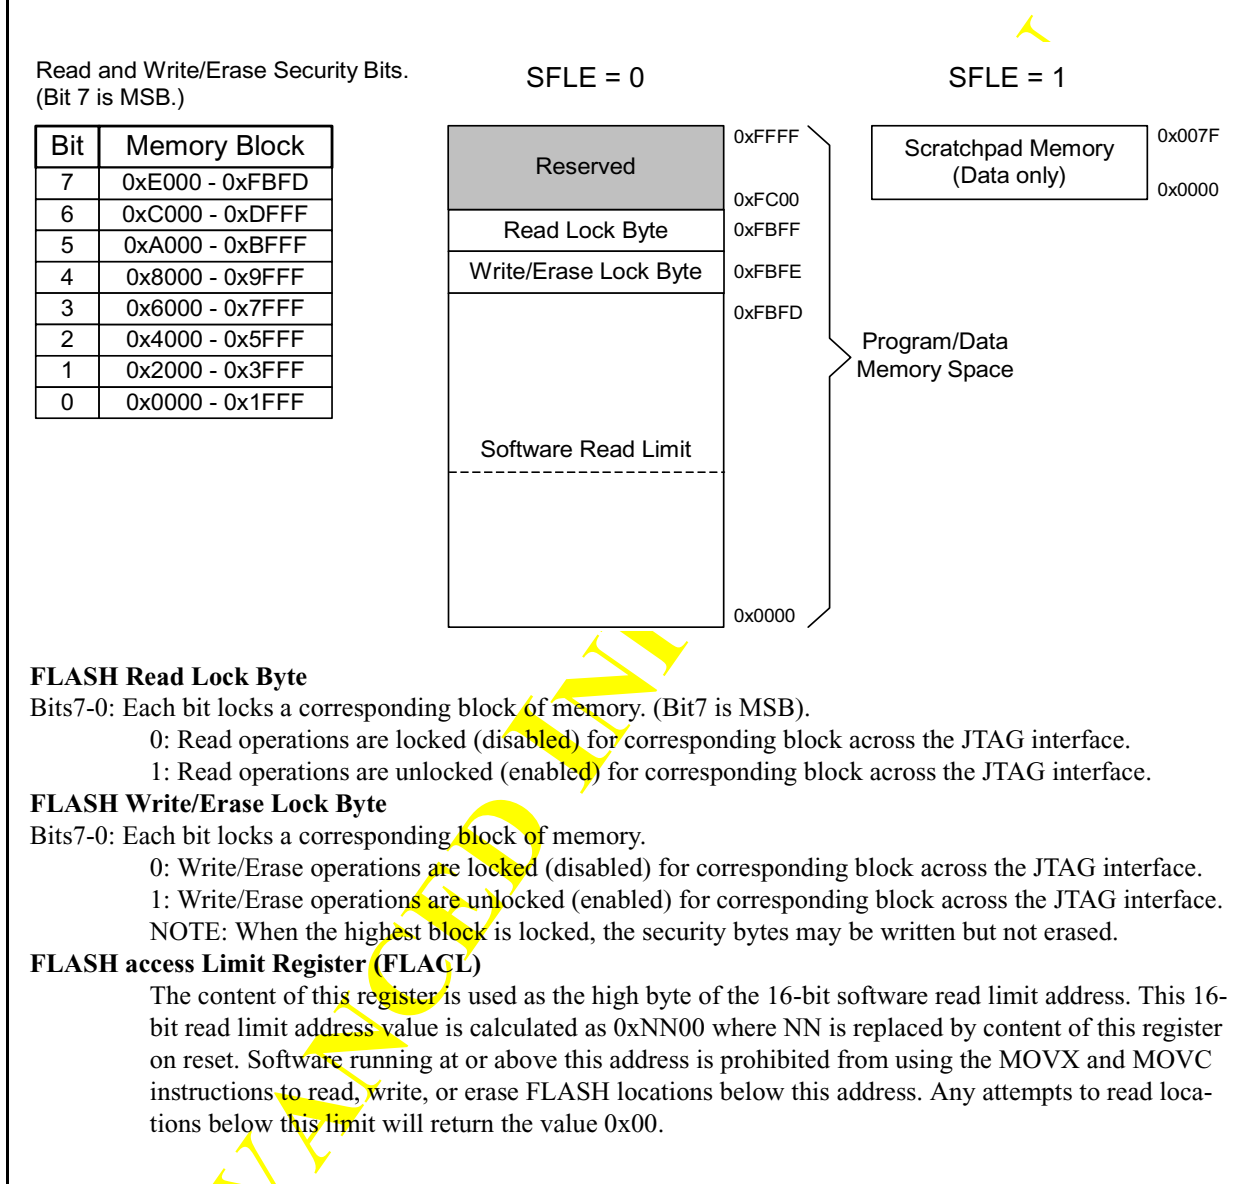 Read and Write/Erase Security Bits.
(Bit 7 is MSB.)
SFLE = 0
SFLE = 1
Bit Memory Block
7 0xE000 - 0xFBFD
6 0xC000 - 0xDFFF
5 0xA000 - 0xBFFF
4 0x8000 - 0x9FFF
3 0x6000 - 0x7FFF
2 0x4000 - 0x5FFF
1 0x2000 - 0x3FFF
0 0x0000 - 0x1FFF
Reserved
0xFFFF
0xFC00
Read Lock Byte
0xFBFF
Write/Erase Lock Byte
0xFBFE
0xFBFD
Software Read Limit
0x0000
Program/Data
Memory Space
Scratchpad Memory
(Data only)
0x007F
0x0000
FLASH Read Lock Byte
Bits7-0: Each bit locks a corresponding block of memory. (Bit7 is MSB).
0: Read operations are locked (disabled) for corresponding block across the JTAG interface.
1: Read operations are unlocked (enabled) for corresponding block across the JTAG interface.
FLASH Write/Erase Lock Byte
Bits7-0: Each bit locks a corresponding block of memory.
0: Write/Erase operations are locked (disabled) for corresponding block across the JTAG interface.
1: Write/Erase operations are unlocked (enabled) for corresponding block across the JTAG interface.
NOTE: When the highest block is locked, the security bytes may be written but not erased.
FLASH access Limit Register (FLACL)
The content of this register is used as the high byte of the 16-bit software read limit address. This 16-
bit read limit address value is calculated as 0xNN00 where NN is replaced by content of this register
on reset. Software running at or above this address is prohibited from using the MOVX and MOVC
instructions to read, write, or erase FLASH locations below this address. Any attempts to read loca-
tions below this limit will return the value 0x00.